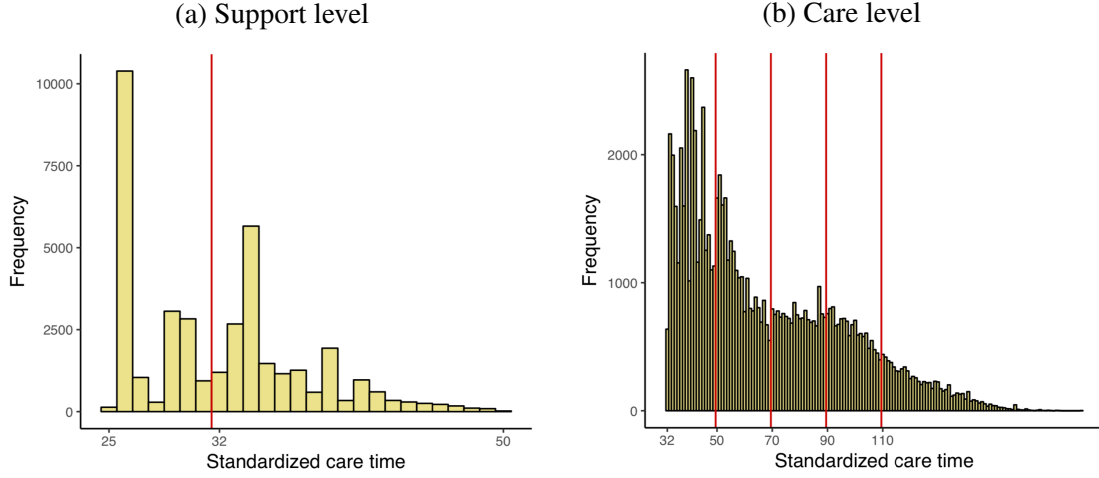 (a) Support level
10000
7500
5000
2500
0
Frequency
25
32
50
Standardized care time
(b) Care level
2000
1000
0
Frequency
32
50
70
90
110
Standardized care time